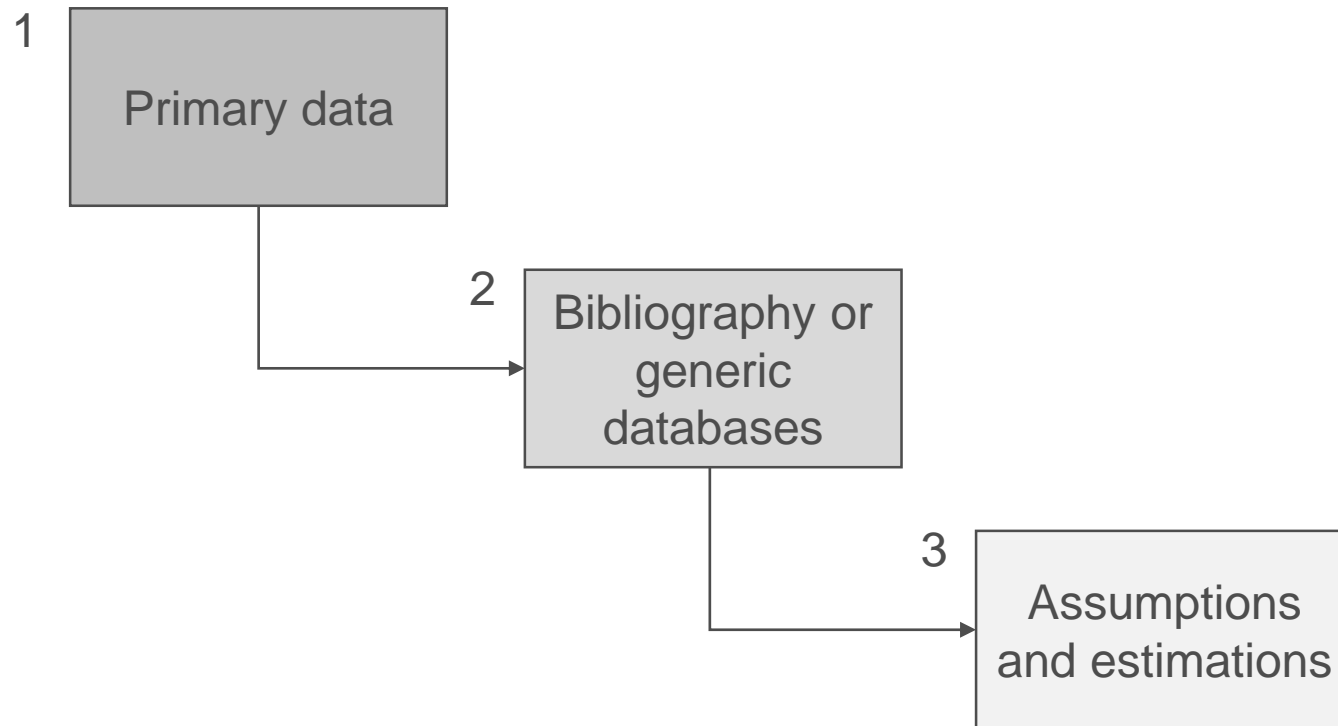 1
Primary data
2
Bibliography or
generic
databases
3
Assumptions
and estimations